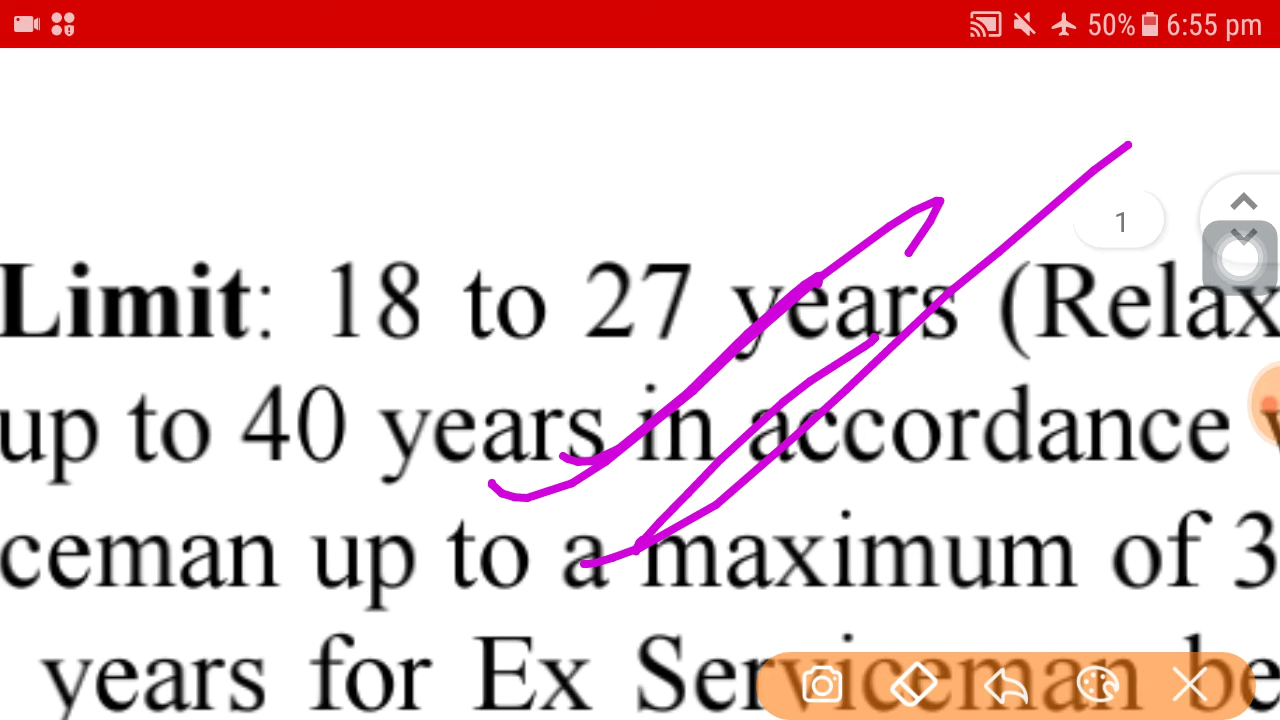 50% 6:55 pm
1
Limit: 18 to 27 years (Relax
up to 40 years in accordance
ceman up to a maximum of 3
years for Ex Serviceman be